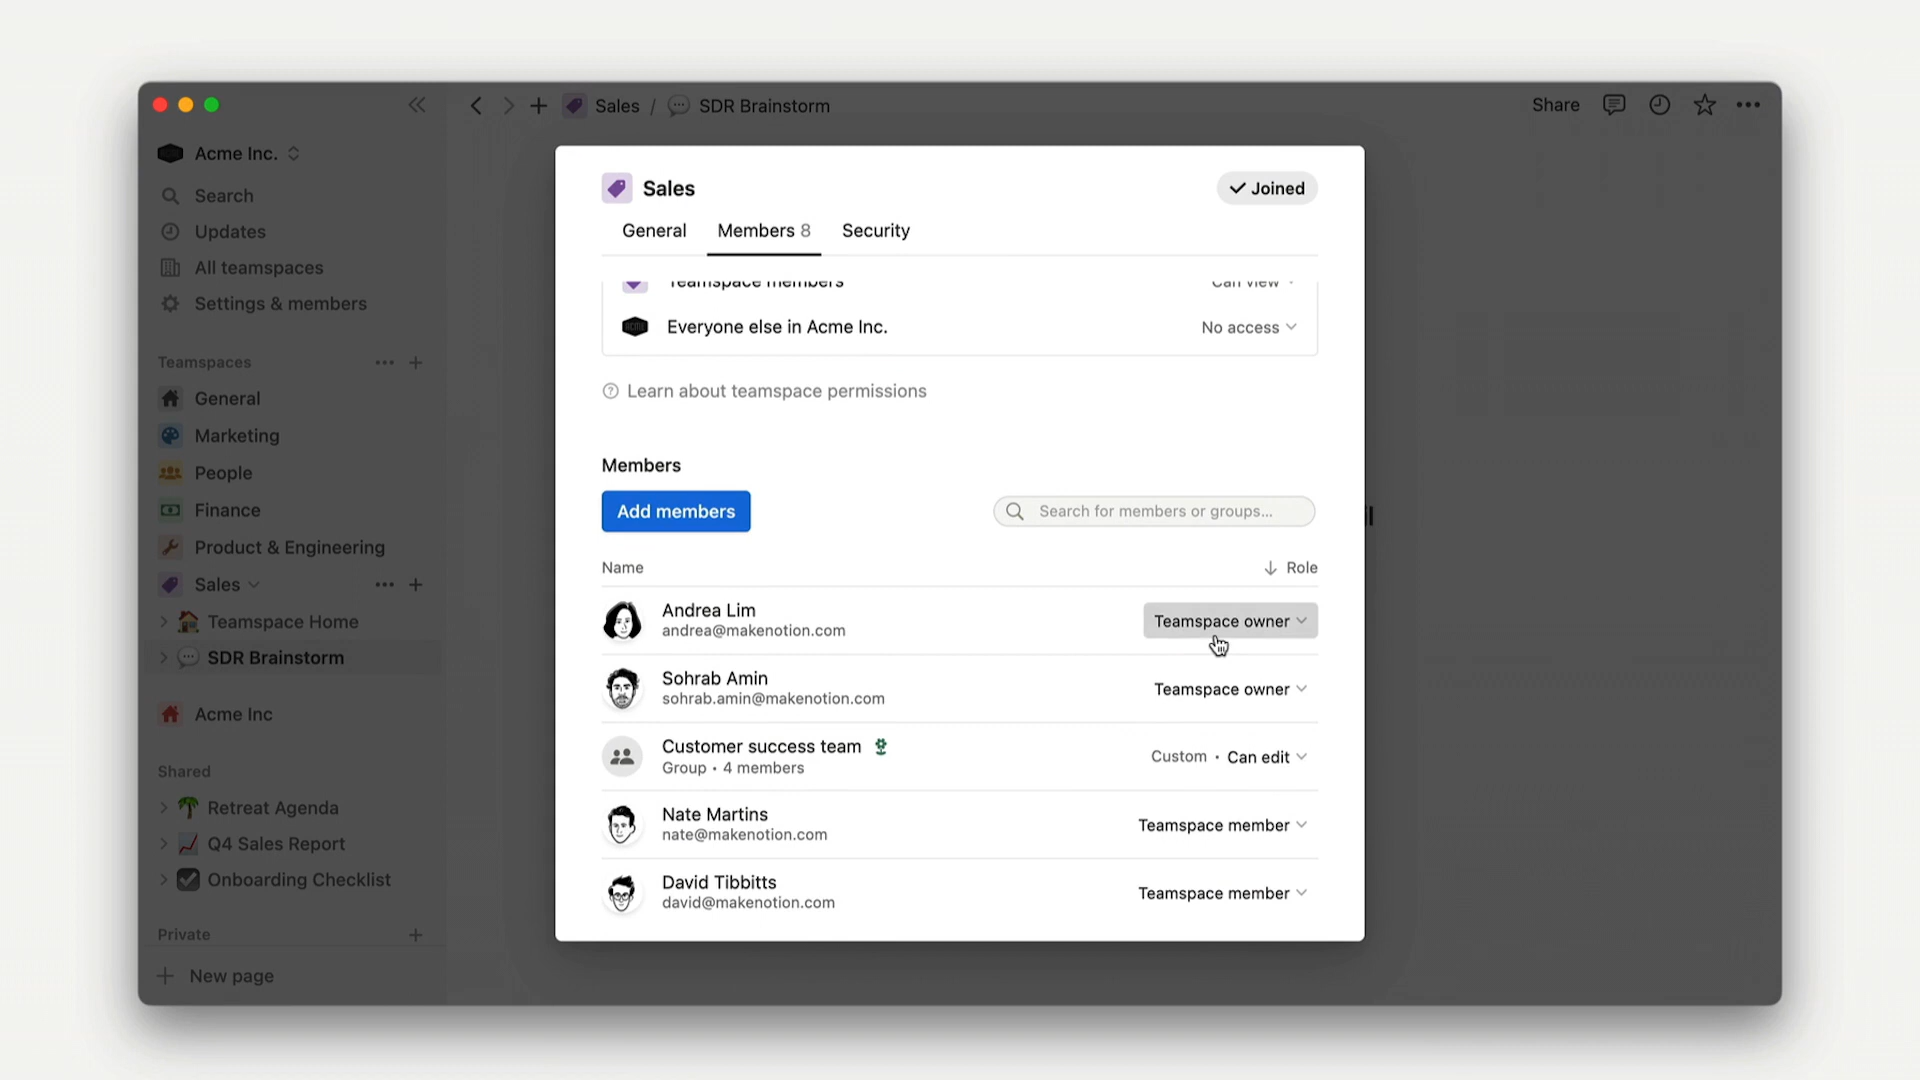 Sales / SDR Brainstorm
Share
Acme Inc.
Search
Updates
All teamspaces
Settings & members
Teamspaces
General
Marketing
People
Finance
Product & Engineering
Sales
Teamspace Home
SDR Brainstorm
Acme Inc
Shared
Retreat Agenda
Q4 Sales Report
Onboarding Checklist
Private
New page
Sales
Joined
General Members 8 Security
Teamspace members Can view
Everyone else in Acme Inc. No access
Learn about teamspace permissions
Members
Add members
Search for members or groups...
Name Role
Andrea Lim
andrea@makenotion.com
Teamspace owner
Sohrab Amin
sohrab.amin@makenotion.com
Teamspace owner
Customer success team
Group • 4 members
Custom • Can edit
Nate Martins
nate@makenotion.com
Teamspace member
David Tibbitts
david@makenotion.com
Teamspace member